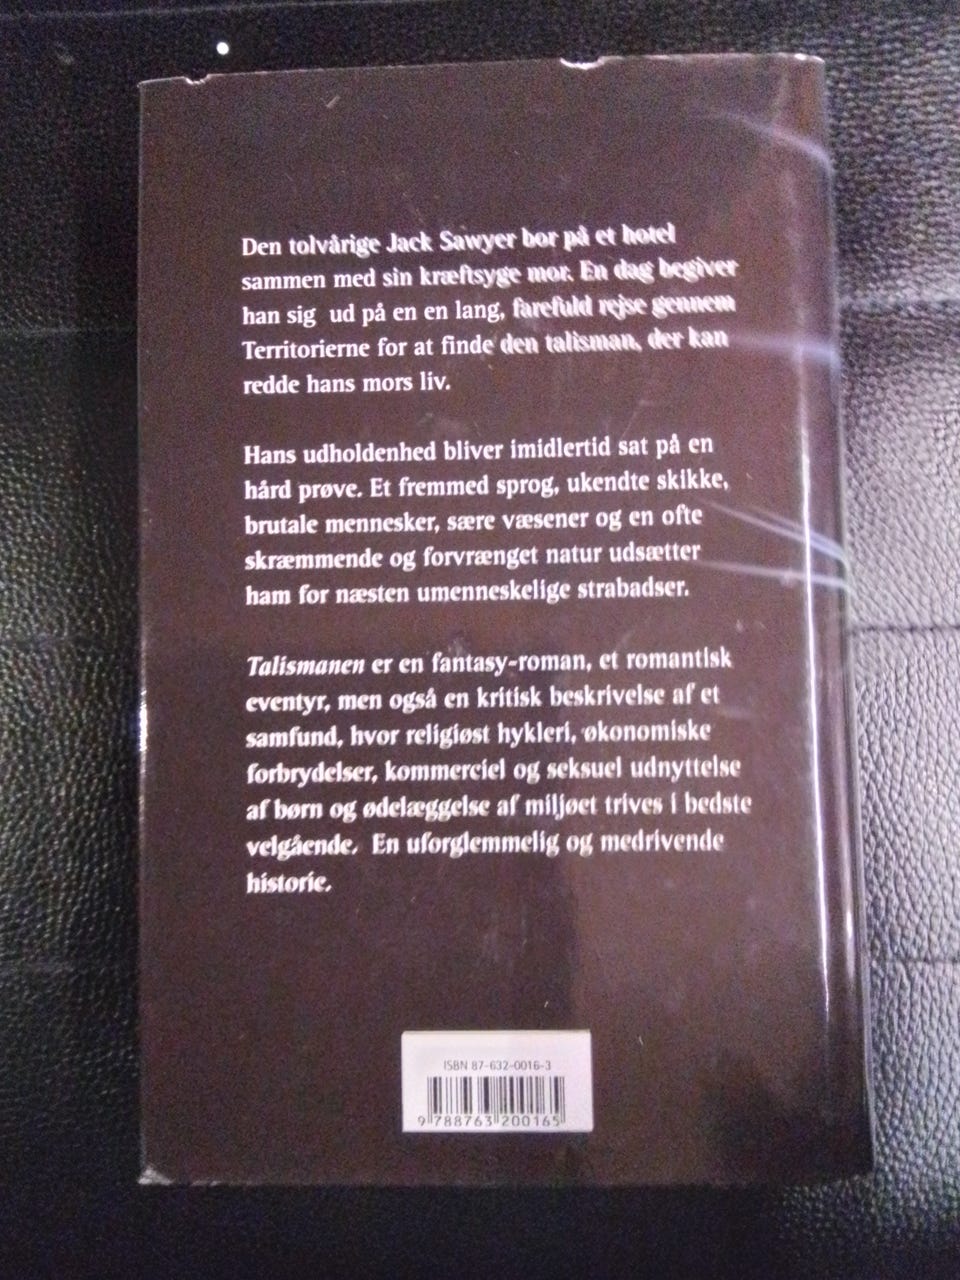 Den tolvårige Jack Sawyer bor på et hotel
sammen med sin kræftsyge mor. En dag begiver
han sig ud på en en lang, farefuld rejse gennem
Territorierne for at finde den talisman, der kan
redde hans mors liv.
Hans udholdenhed bliver imidlertid sat på en
hård prøve. Et fremmed sprog, ukendte skikke,
brutale mennesker, sære væsener og en ofte
skræmmende og forvrænget natur udsætter
ham for næsten umenneskelige strabadser.
Talismanen er en fantasy-roman, et romantisk
eventyr, men også en kritisk beskrivelse af et
samfund, hvor religiøst hykleri, økonomiske
forbrydelser, kommerciel og seksuel udnyttelse
af børn og ødelæggelse af miljøet trives i bedste
velgående. En uforglemmelig og medrivende
historie.
ISBN 87-632-0016-3
9 788763 200165